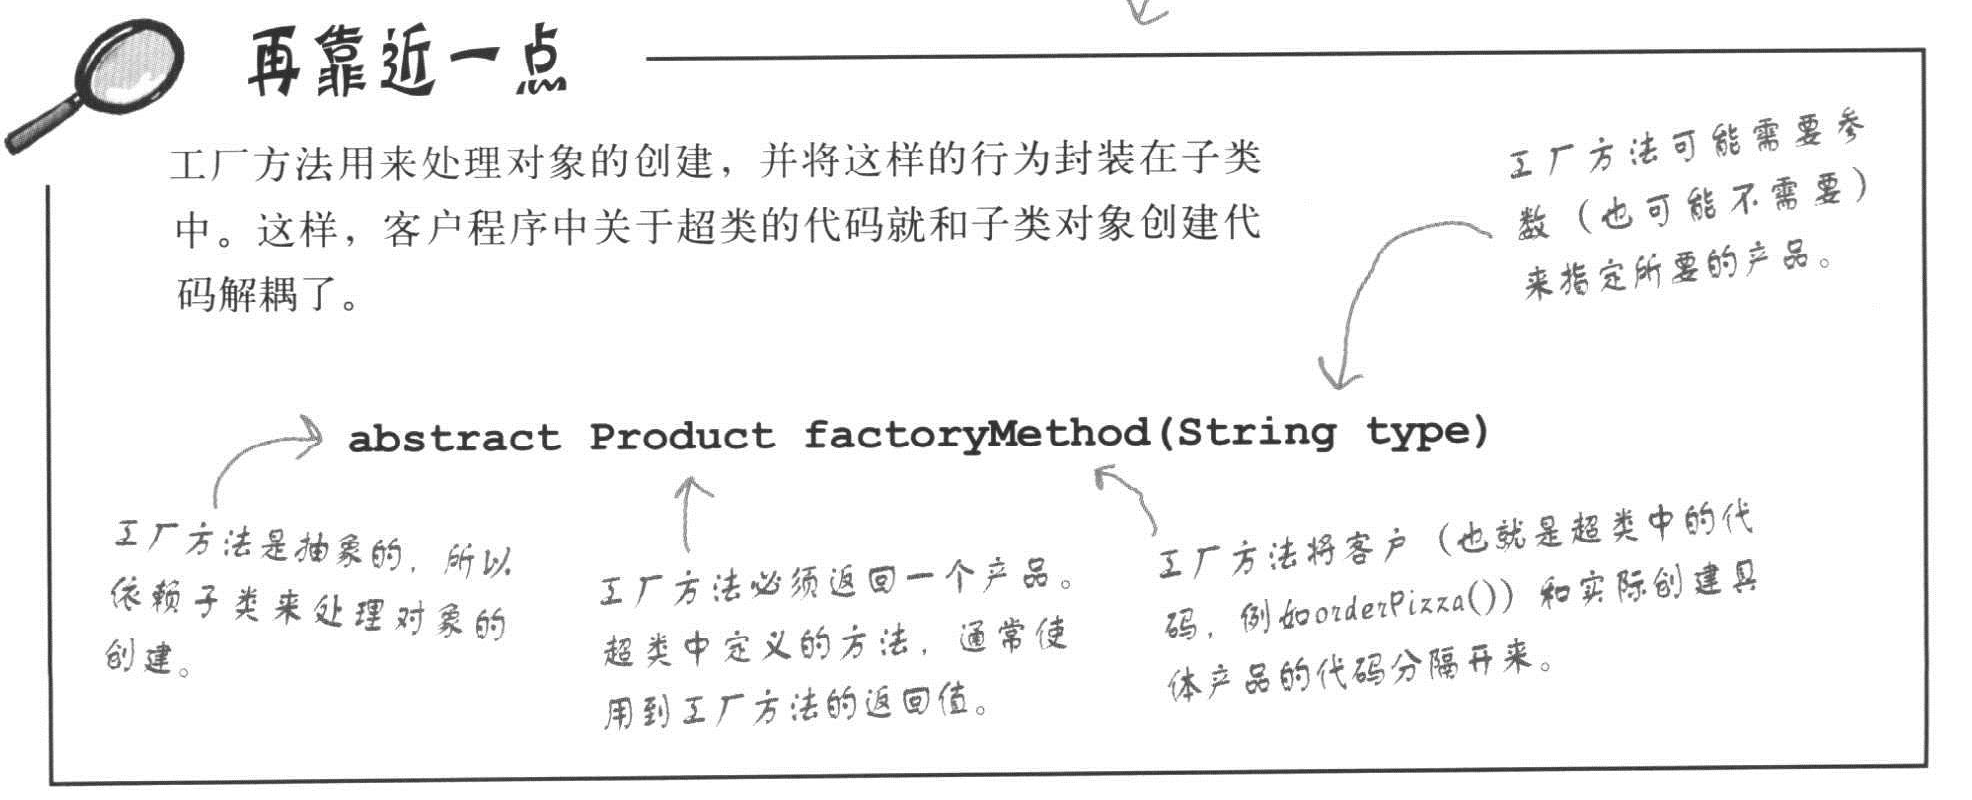 再靠近一点
工厂方法用来处理对象的创建，并将这样的行为封装在子类
中。这样，客户程序中关于超类的代码就和子类对象创建代
码解耦了。
工厂方法可能需要参
数（也可能不需要）
来指定所要的产品。
abstract Product factoryMethod(String type)
工厂方法是抽象的，所以
依赖子类来处理对象的
创建。
工厂方法必须返回一个产品。
超类中定义的方法，通常使
用到工厂方法的返回值。
工厂方法将客户（也就是超类中的代
码，例如orderPizza()）和实际创建具
体产品的代码分隔开来。